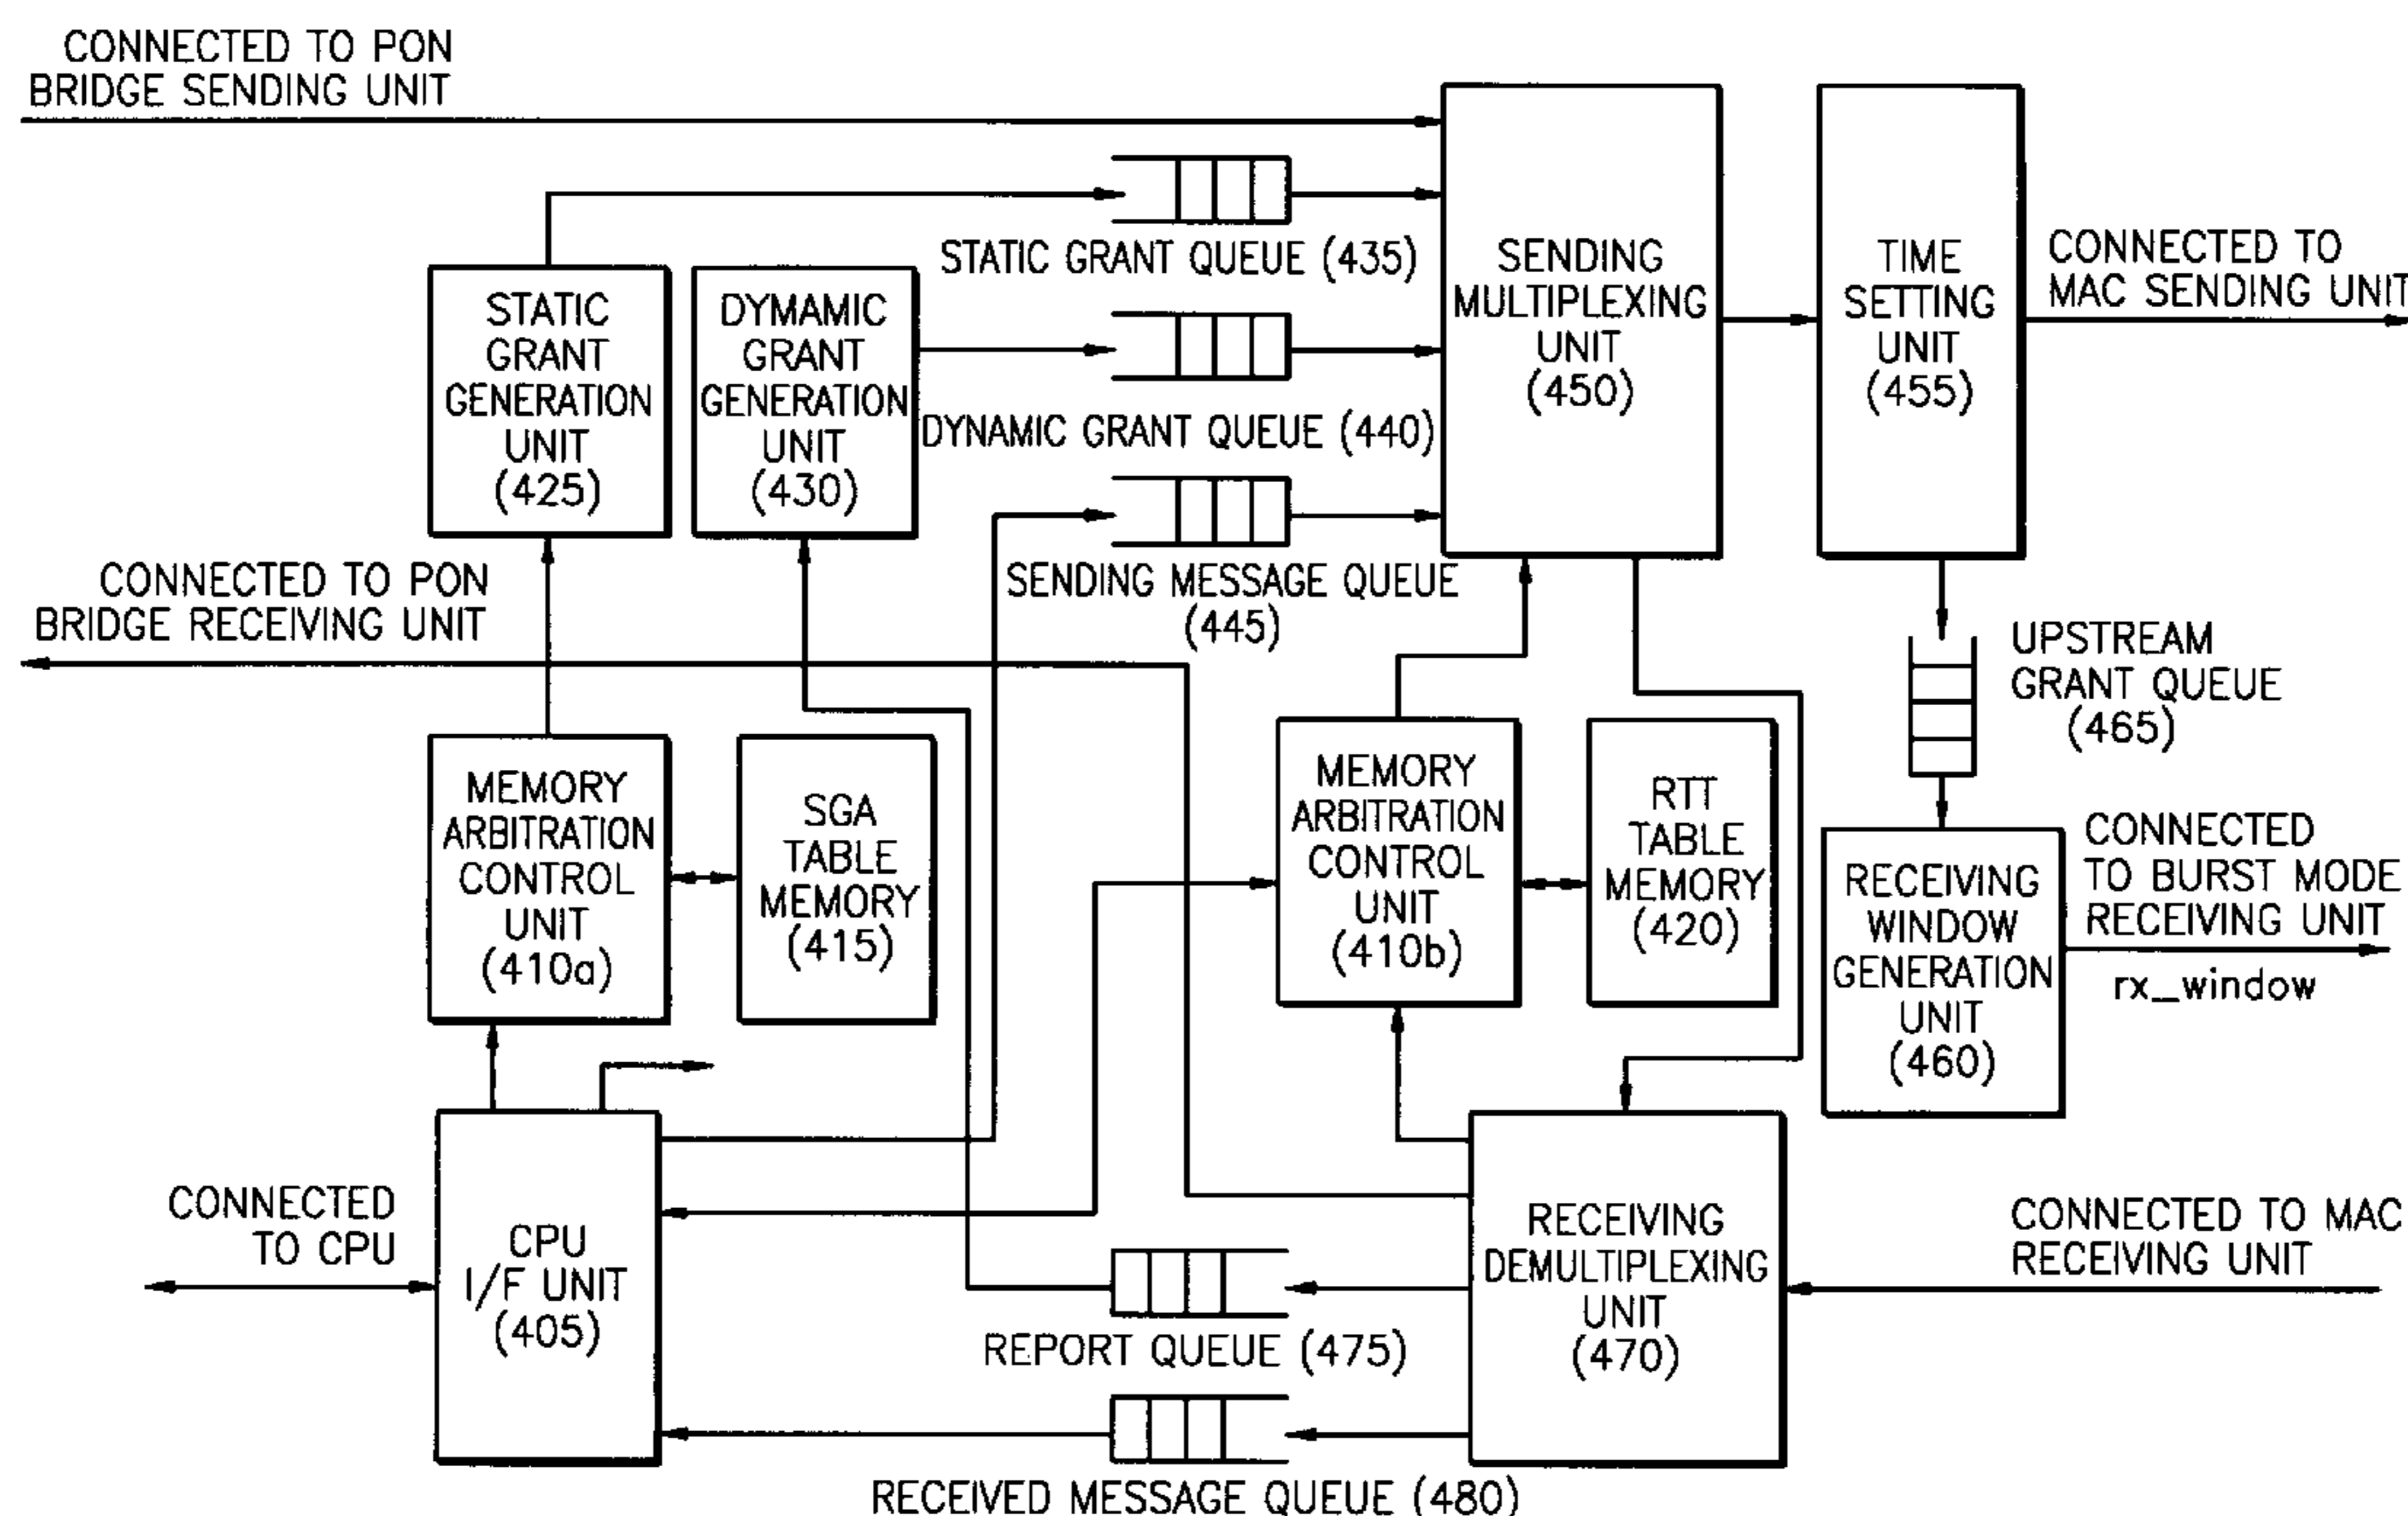 CONNECTED TO PON
BRIDGE SENDING UNIT
STATIC GRANT QUEUE (435)
SENDING
MULTIPLEXING
UNIT
(450)
TIME
SETTING
UNIT
(455)
CONNECTED TO
MAC SENDING UNIT
STATIC
GRANT
GENERATION
UNIT
(425)
DYMAMIC
GRANT
GENERATION
UNIT
(430)
DYNAMIC GRANT QUEUE (440)
SENDING MESSAGE QUEUE
(445)
CONNECTED TO PON
BRIDGE RECEIVING UNIT
UPSTREAM
GRANT QUEUE
(465)
MEMORY
ARBITRATION
CONTROL
UNIT
(410a)
SGA
TABLE
MEMORY
(415)
MEMORY
ARBITRATION
CONTROL
UNIT
(410b)
RTT
TABLE
MEMORY
(420)
RECEIVING
WINDOW
GENERATION
UNIT
(460)
CONNECTED
TO BURST MODE
RECEIVING UNIT
rx_window
CONNECTED
TO CPU
CPU
I/F UNIT
(405)
RECEIVING
DEMULTIPLEXING
UNIT
(470)
CONNECTED TO MAC
RECEIVING UNIT
REPORT QUEUE (475)
RECEIVED MESSAGE QUEUE (480)